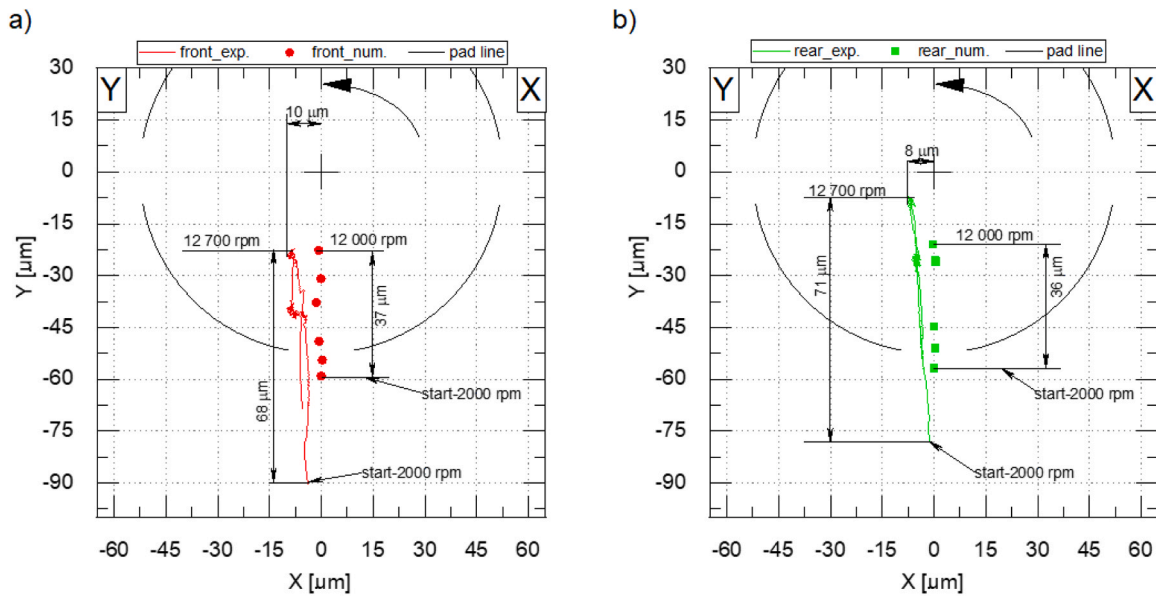 a)
front_exp. front_num. pad line
30
15
0
-15
-30
-45
-60
-75
-90
Y [μm]
Y
X
10 μm
12 700 rpm
12 000 rpm
37 μm
68 μm
start-2000 rpm
start-2000 rpm
-60 -45 -30 -15 0 15 30 45 60
X [μm]
b)
rear_exp. rear_num. pad line
30
15
0
-15
-30
-45
-60
-75
-90
Y [μm]
Y
X
8 μm
12 700 rpm
12 000 rpm
71 μm
36 μm
start-2000 rpm
start-2000 rpm
-60 -45 -30 -15 0 15 30 45 60
X [μm]